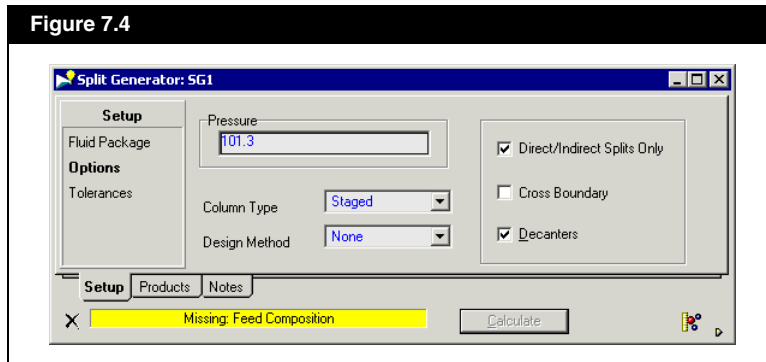 Figure 7.4
Split Generator: SG1
Setup
Fluid Package
Options
Tolerances
Pressure
101.3
Column Type
Staged
Design Method
None
Direct/Indirect Splits Only
Cross Boundary
Decanters
Setup
Products
Notes
Missing: Feed Composition
Calculate